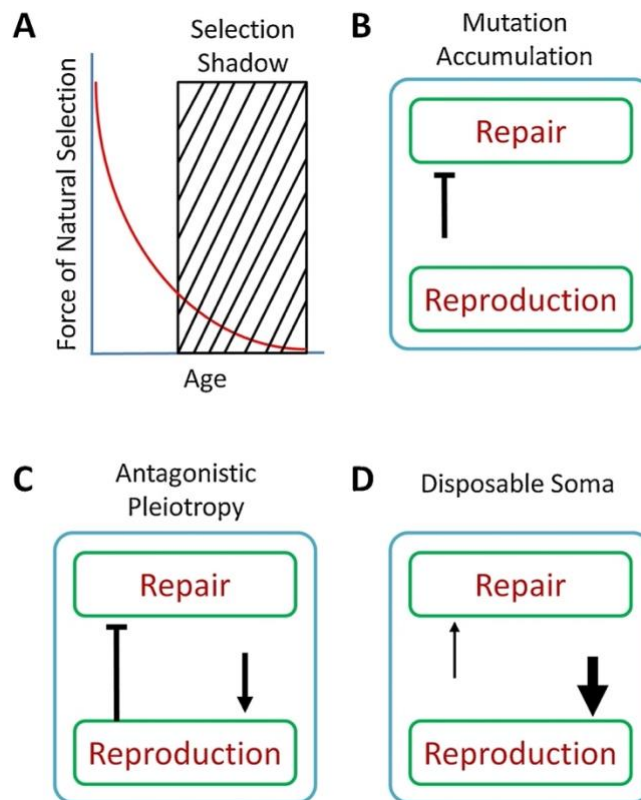 A
Selection
Shadow
Force of Natural Selection
Age
B
Mutation
Accumulation
Repair
Reproduction
C
Antagonistic
Pleiotropy
Repair
Reproduction
D
Disposable Soma
Repair
Reproduction